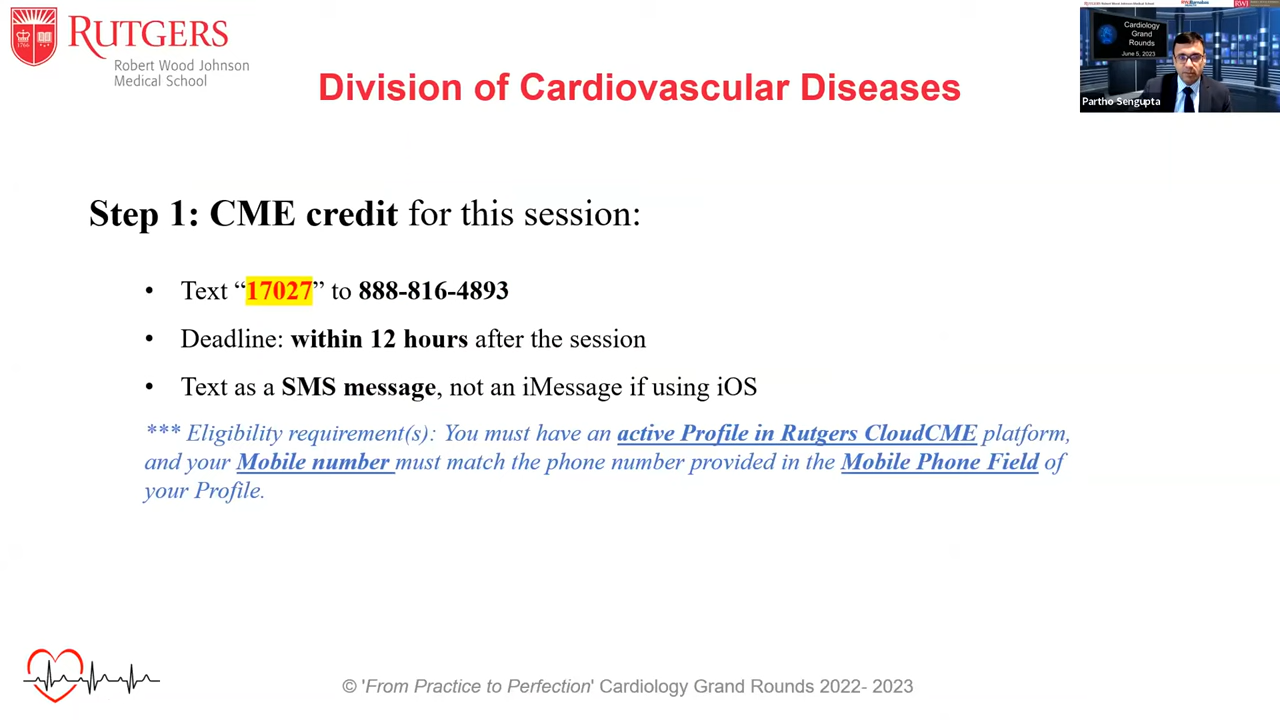 RUTGERS
Robert Wood Johnson
Medical School
1766
Division of Cardiovascular Diseases
Cardiology
Grand
Rounds
June 5, 2023
Partho Sengupta
Step 1: CME credit for this session:
• Text “17027” to 888-816-4893
• Deadline: within 12 hours after the session
• Text as a SMS message, not an iMessage if using iOS
*** Eligibility requirement(s): You must have an active Profile in Rutgers CloudCME platform,
and your Mobile number must match the phone number provided in the Mobile Phone Field of
your Profile.
© 'From Practice to Perfection' Cardiology Grand Rounds 2022- 2023